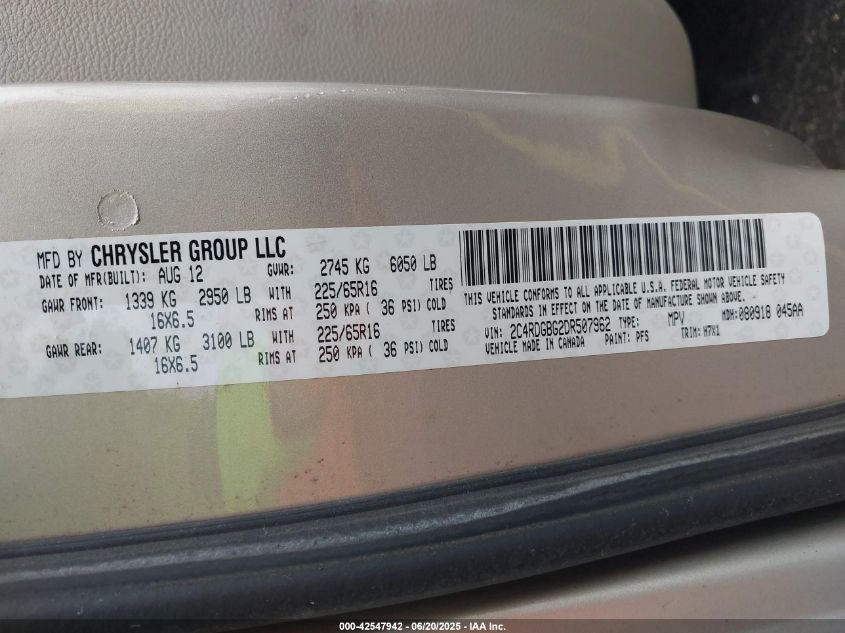 MFD BY CHRYSLER GROUP LLC
DATE OF MFR(BUILT): AUG 12 GVWR: 2745 KG 6050 LB
GAWR FRONT: 1339 KG 2950 LB WITH 225/65R16 TIRES
16X6.5 RIMS AT 250 KPA ( 36 PSI) COLD
GAWR REAR: 1407 KG 3100 LB WITH 225/65R16 TIRES
16X6.5 RIMS AT 250 KPA ( 36 PSI) COLD
THIS VEHICLE CONFORMS TO ALL APPLICABLE U.S.A. FEDERAL MOTOR VEHICLE SAFETY
STANDARDS IN EFFECT ON THE DATE OF MANUFACTURE SHOWN ABOVE.
VIN: 2C4RDGBG2DR507962 TYPE: MPV MDH: 080918 045AA
VEHICLE MADE IN CANADA PAINT: PFS TRIM: H7X1
000-42547942 - 06/20/2025 - IAA Inc.